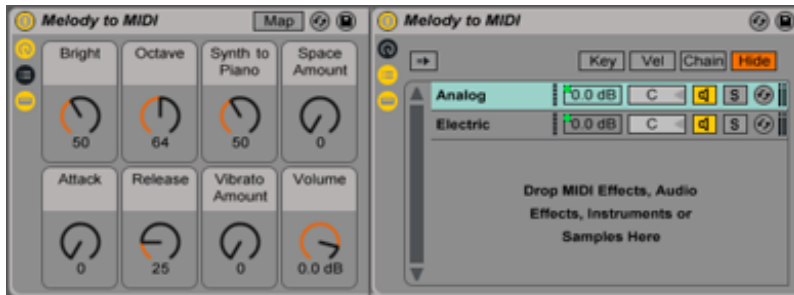 Melody to MIDI
Map
Bright
Octave
Synth to
Piano
Space
Amount
50
64
50
0
Attack
Release
Vibrato
Amount
Volume
0
25
0
0.0 dB
Melody to MIDI
Key
Vel
Chain
Hide
Analog
0.0 dB
C
S
Electric
0.0 dB
C
S
Drop MIDI Effects, Audio
Effects, Instruments or
Samples Here